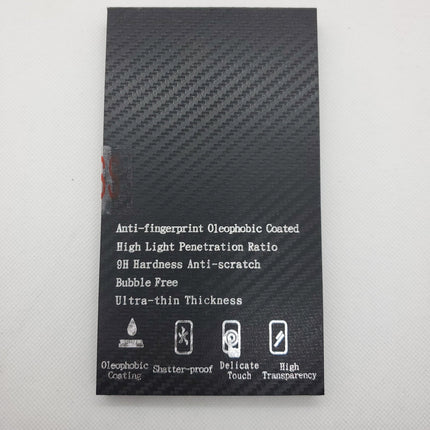 Anti-fingerprint Oleophobic Coated
High Light Penetration Ratio
9H Hardness Anti-scratch
Bubble Free
Ultra-thin Thickness
Oleophobic
Coating
Shatter-proof
Delicate
Touch
High
Transparency